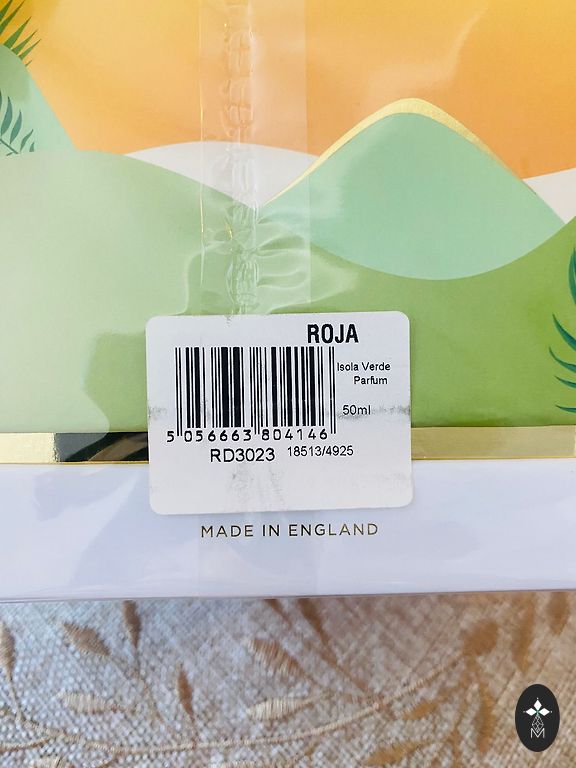 ROJA
Isola Verde
Parfum
50ml
5 056663 804146
RD3023 18513/4925
MADE IN ENGLAND
M